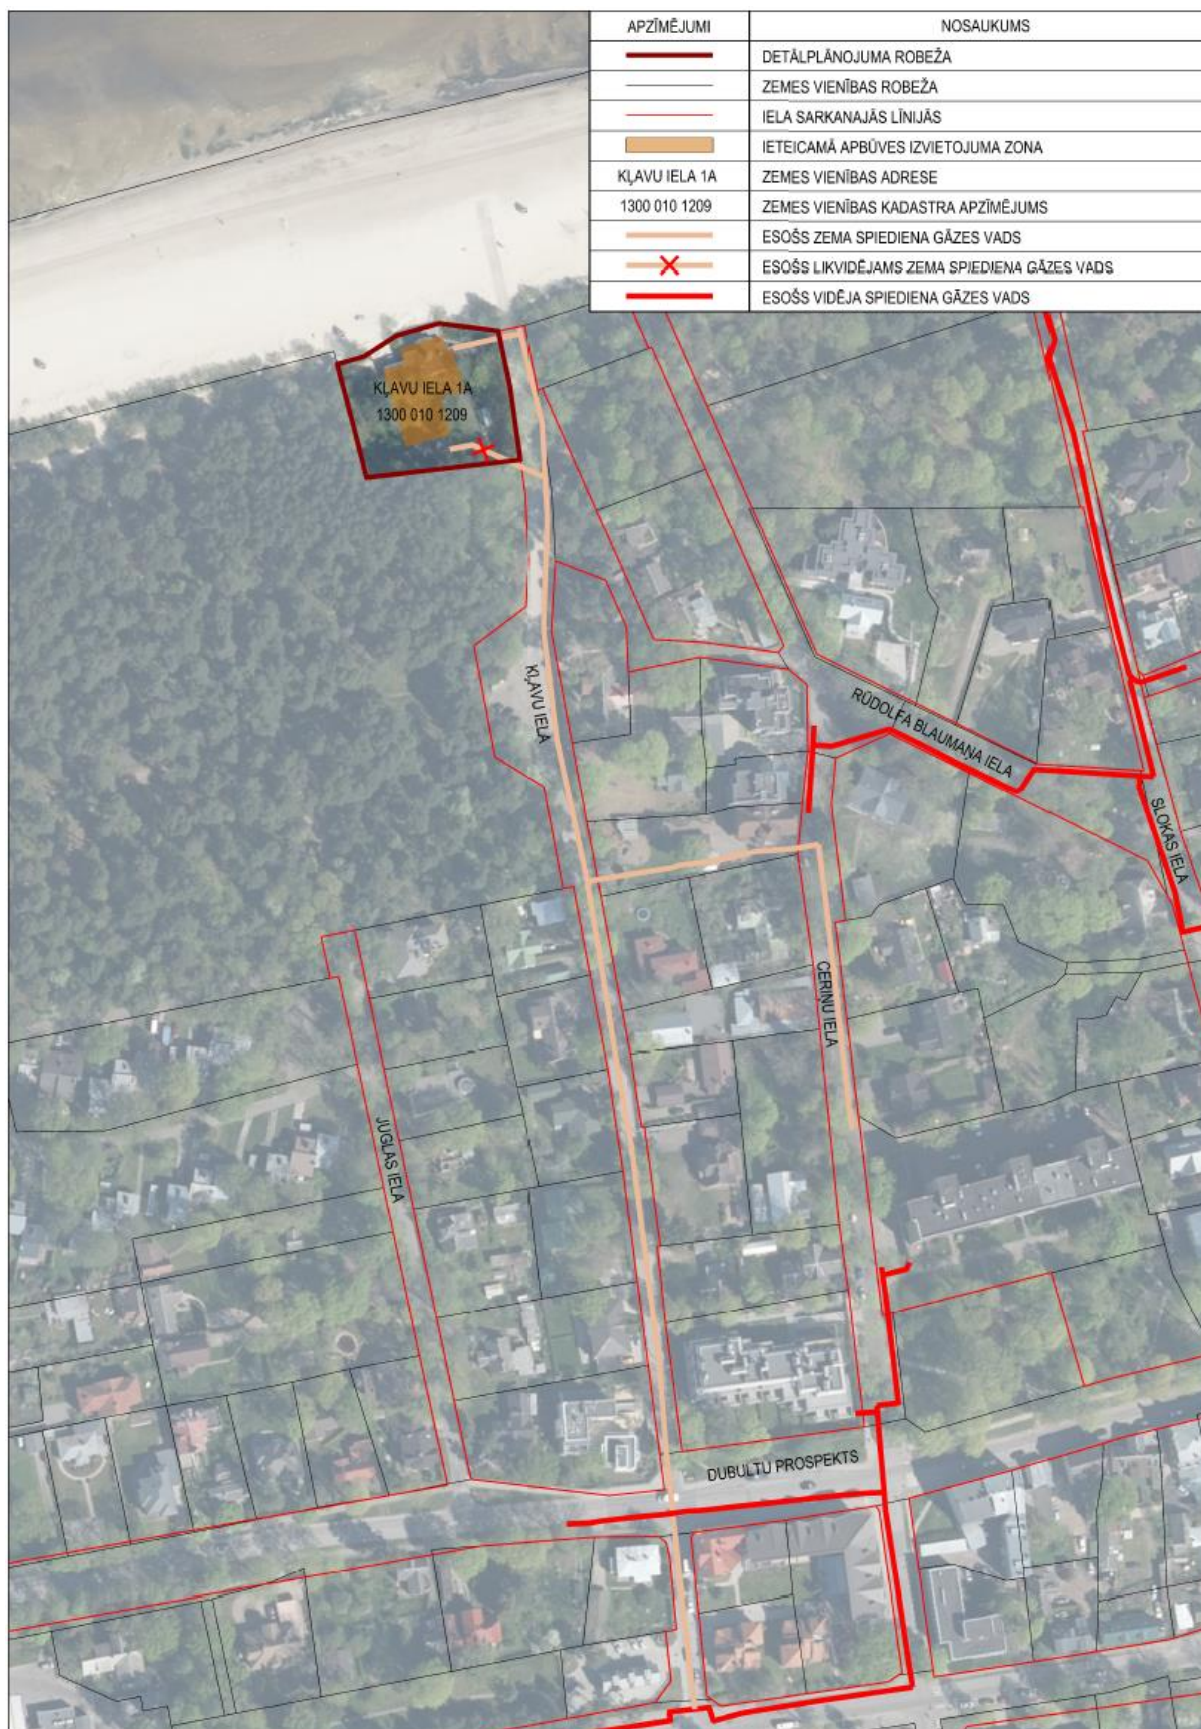 APZĪMĒJUMI NOSAUKUMS
DETĀLPLĀNOJUMA ROBEŽA
ZEMES VIENĪBAS ROBEŽA
IELA SARKANAJĀS LĪNIJĀS
IETEICAMĀ APBŪVES IZVIETOJUMA ZONA
KĻAVU IELA 1A ZEMES VIENĪBAS ADRESE
1300 010 1209 ZEMES VIENĪBAS KADASTRA APZĪMĒJUMS
ESOŠS ZEMA SPIEDIENA GĀZES VADS
ESOŠS LIKVIDĒJAMS ZEMA SPIEDIENA GĀZES VADS
ESOŠS VIDĒJA SPIEDIENA GĀZES VADS
KĻAVU IELA 1A
1300 010 1209
KĻAVU IELA
RŪDOLFA BLAUMAŅA IELA
SLOKAS IELA
CERIŅU IELA
JUGLAS IELA
DUBULTU PROSPEKTS